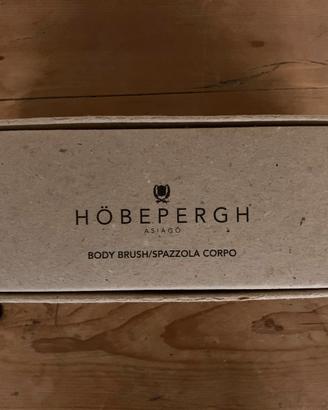 HÖBEPERGH
ASIAGO
BODY BRUSH/SPAZZOLA CORPO